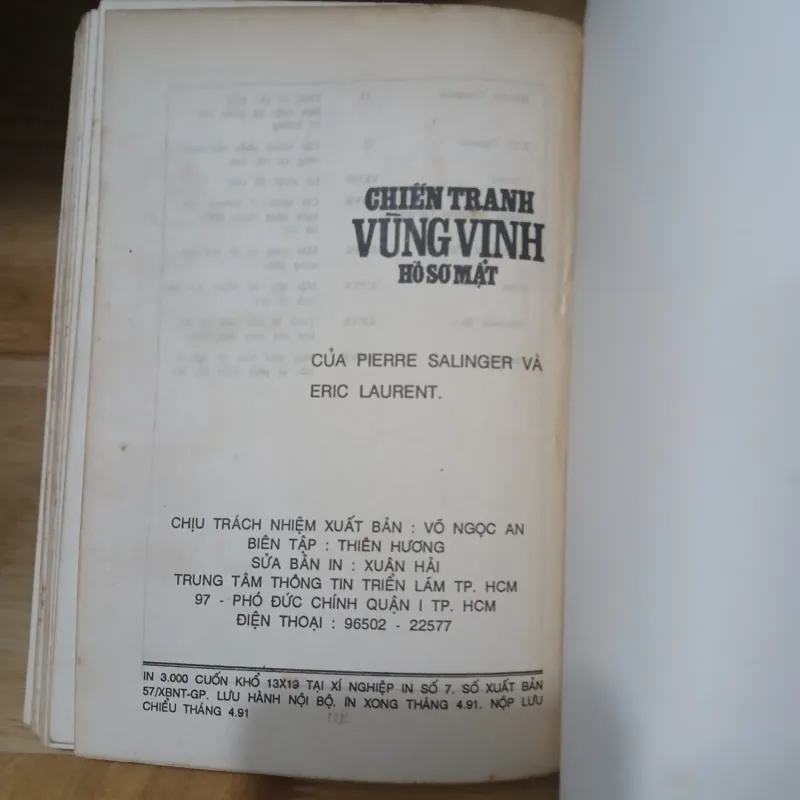 CHIẾN TRANH
VÙNG VỊNH
HỒ SƠ MẬT
CỦA PIERRE SALINGER VÀ
ERIC LAURENT.
CHỊU TRÁCH NHIỆM XUẤT BẢN : VÕ NGỌC AN
BIÊN TẬP : THIÊN HƯƠNG
SỬA BẢN IN : XUÂN HẢI
TRUNG TÂM THÔNG TIN TRIỂN LÃM TP. HCM
97 - PHÓ ĐỨC CHÍNH QUẬN I TP. HCM
ĐIỆN THOẠI : 96502 - 22577
IN 3.000 CUỐN KHỔ 13X19 TẠI XÍ NGHIỆP IN SỐ 7. SỐ XUẤT BẢN
57/XBNT-GP. LƯU HÀNH NỘI BỘ. IN XONG THÁNG 4.91. NỘP LƯU
CHIỂU THÁNG 4.91